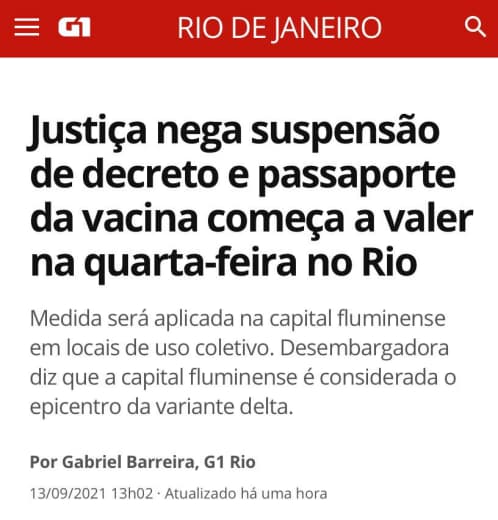 G1 RIO DE JANEIRO
Justiça nega suspensão
de decreto e passaporte
da vacina começa a valer
na quarta-feira no Rio
Medida será aplicada na capital fluminense
em locais de uso coletivo. Desembargadora
diz que a capital fluminense é considerada o
epicentro da variante delta.
Por Gabriel Barreira, G1 Rio
13/09/2021 13h02 · Atualizado há uma hora